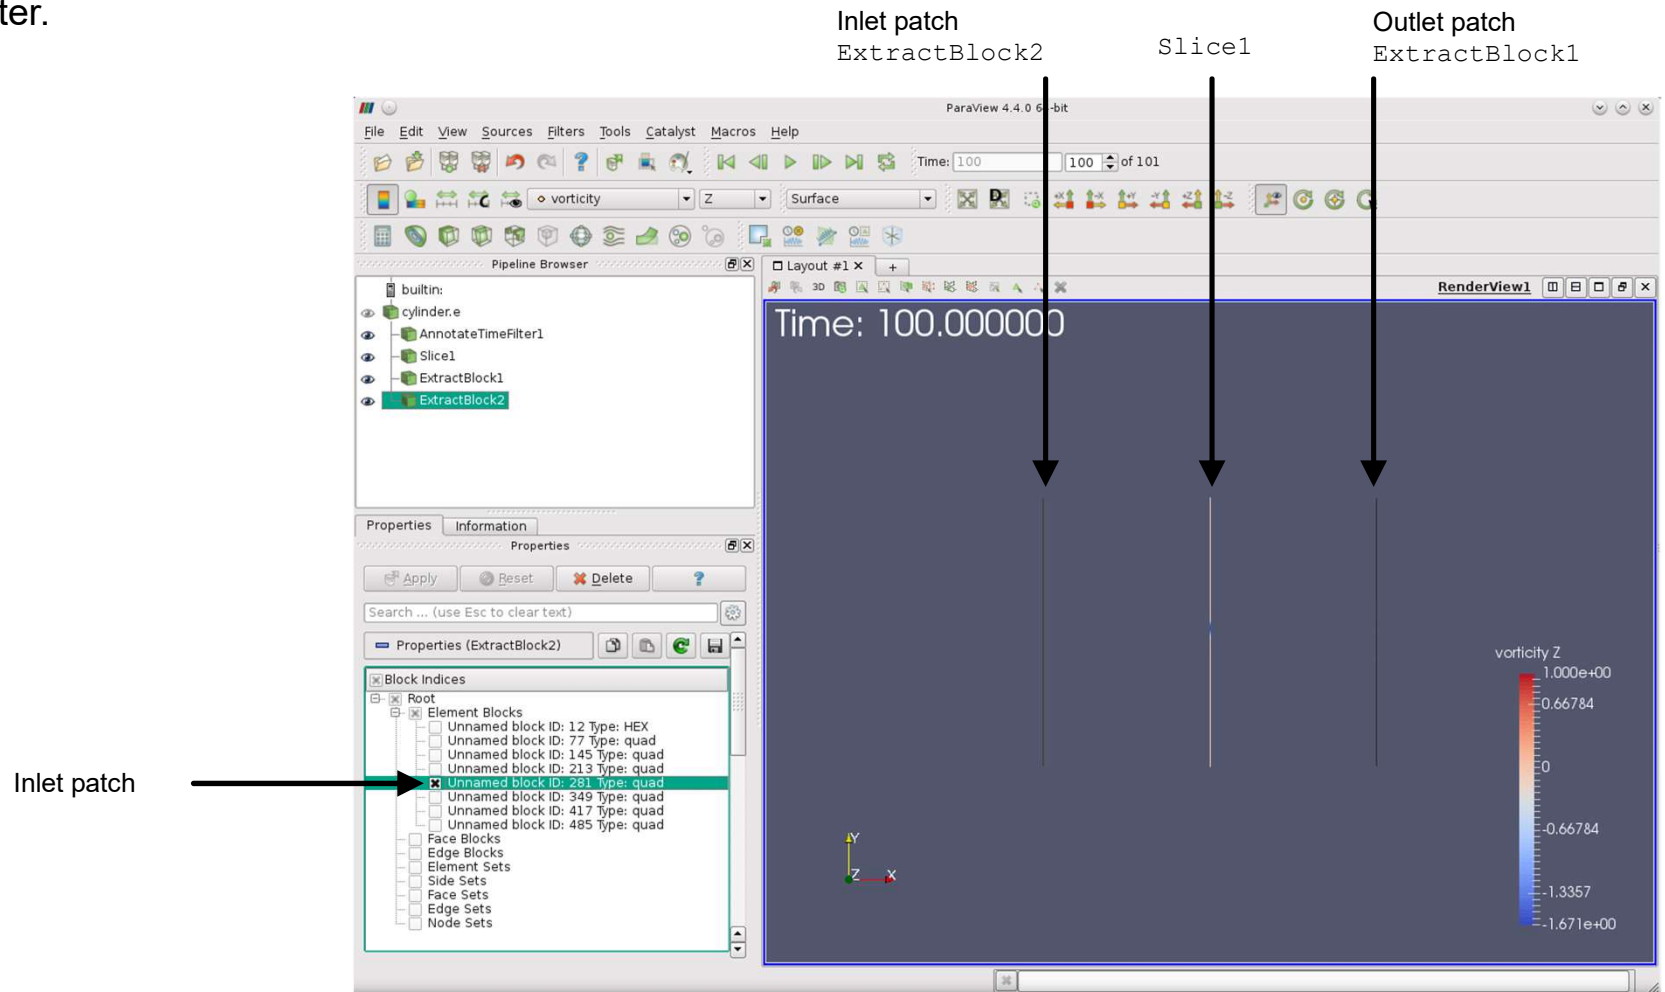 ter.
Inlet patch
ExtractBlock2
Slice1
Outlet patch
ExtractBlock1
ParaView 4.4.0 64-bit
File Edit View Sources Filters Tools Catalyst Macros Help
Time: 100 100 of 101
vorticity Z Surface
Pipeline Browser
Layout #1
3D
RenderView1
builtin:
cylinder.e
AnnotateTimeFilter1
Slice1
ExtractBlock1
ExtractBlock2
Time: 100.000000
Properties Information
Properties
Apply Reset Delete ?
Search ... (use Esc to clear text)
Properties (ExtractBlock2)
Block Indices
Root
Element Blocks
Unnamed block ID: 12 Type: HEX
Unnamed block ID: 77 Type: quad
Unnamed block ID: 145 Type: quad
Unnamed block ID: 213 Type: quad
Unnamed block ID: 281 Type: quad
Unnamed block ID: 349 Type: quad
Unnamed block ID: 417 Type: quad
Unnamed block ID: 485 Type: quad
Face Blocks
Edge Blocks
Element Sets
Side Sets
Face Sets
Edge Sets
Node Sets
Inlet patch
Y
Z X
vorticity Z
1.000e+00
0.66784
0
-0.66784
-1.3357
-1.671e+00